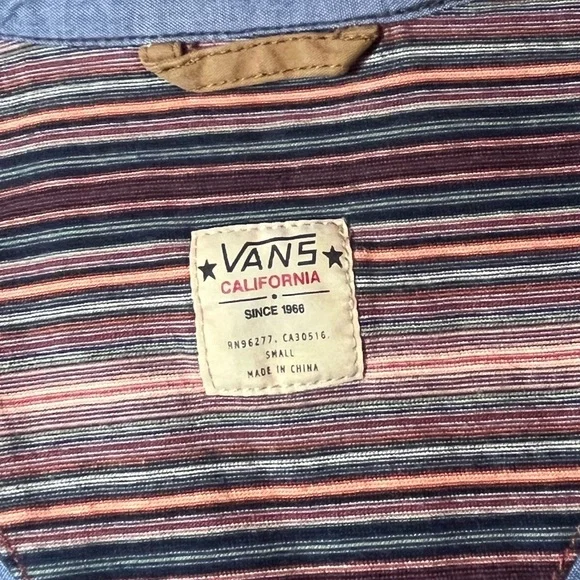 VANS
CALIFORNIA
SINCE 1966
RN96277. CA30516.
SMALL
MADE IN CHINA